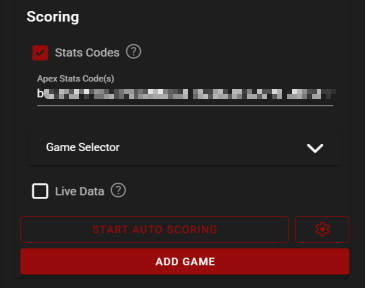 Scoring
Stats Codes ?
Apex Stats Code(s)
Game Selector
Live Data ?
START AUTO SCORING
ADD GAME